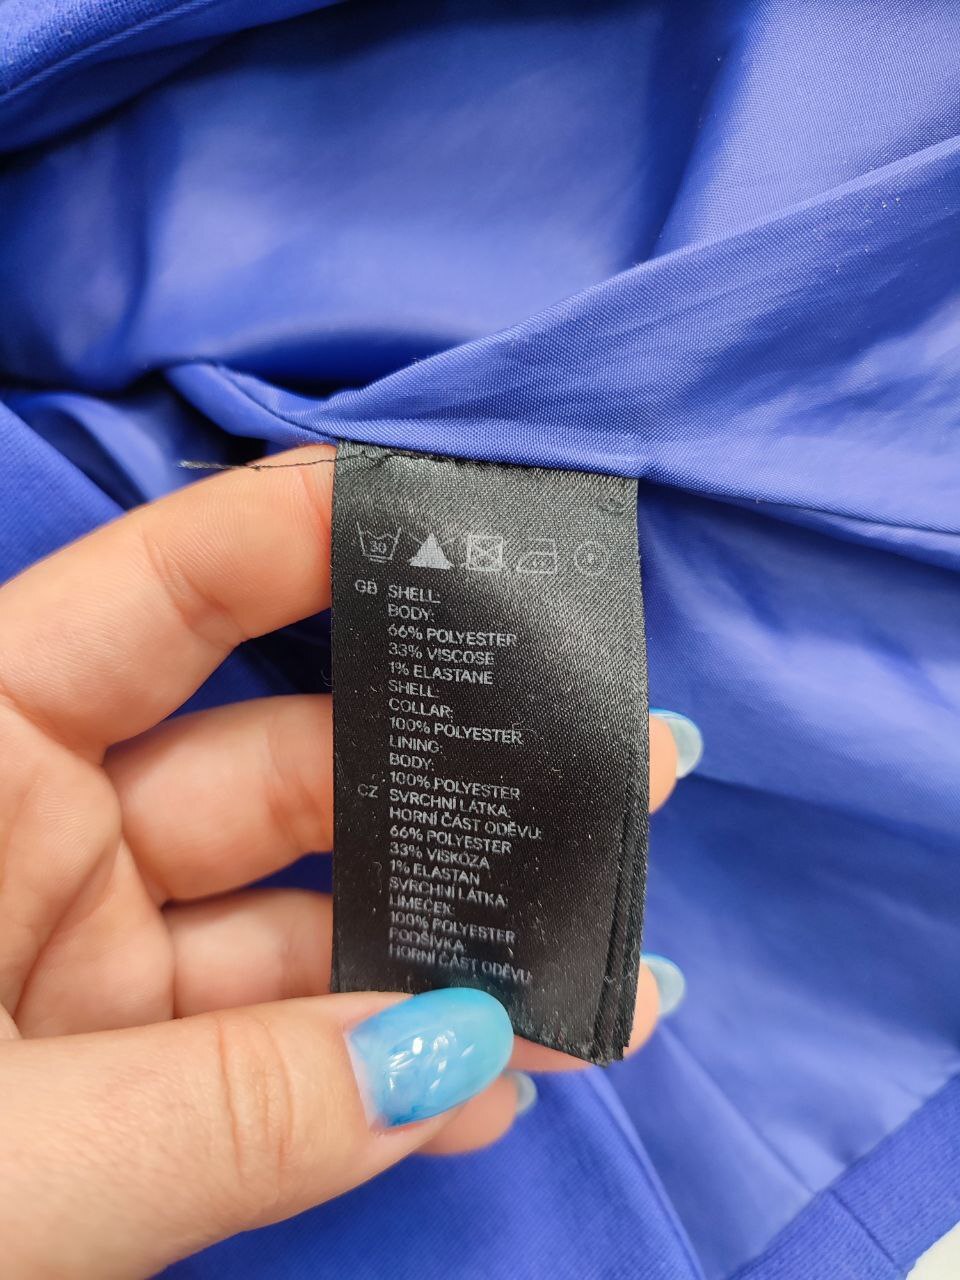 30
GB SHELL:
BODY:
66% POLYESTER
33% VISCOSE
1% ELASTANE
SHELL:
COLLAR:
100% POLYESTER
LINING:
BODY:
100% POLYESTER
CZ SVRCHNÍ LÁTKA:
HORNÍ ČÁST ODĚVU:
66% POLYESTER
33% VISKÓZA
1% ELASTAN
SVRCHNÍ LÁTKA:
LÍMEČEK:
100% POLYESTER
PODŠÍVKA:
HORNÍ ČÁST ODĚVU: